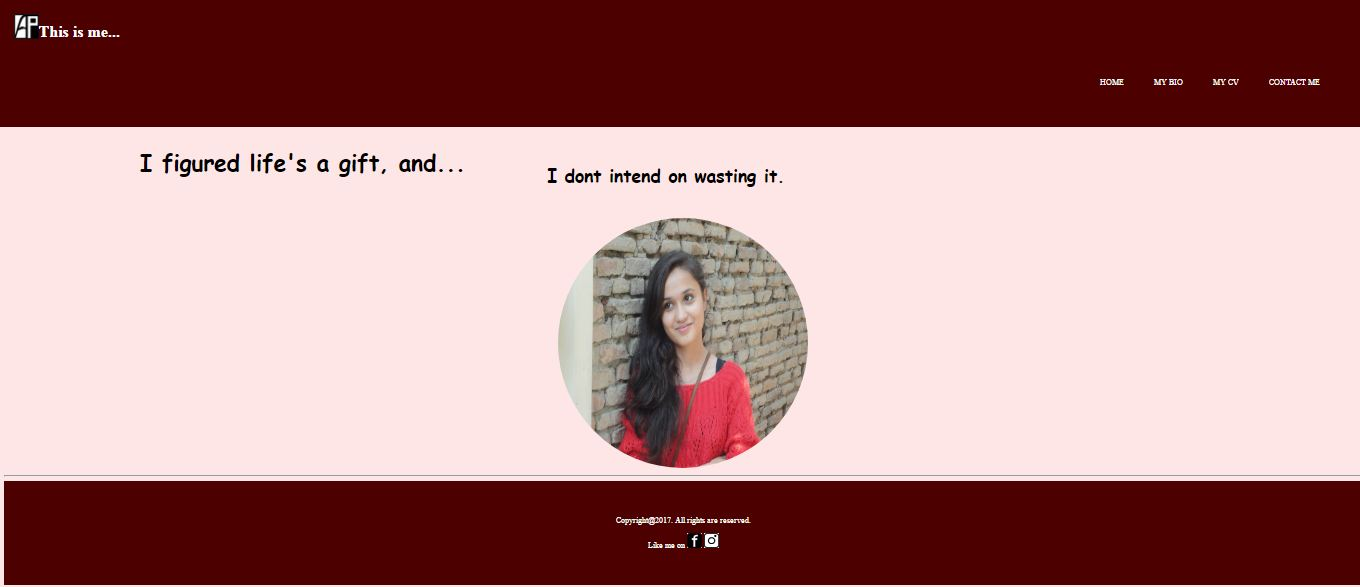 AP This is me...
HOME MY BIO MY CV CONTACT ME
I figured life's a gift, and...
I dont intend on wasting it.
Copyright@2017. All rights are reserved.
Like me on f